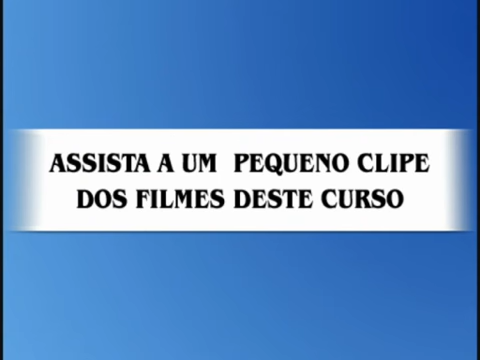 ASSISTA A UM PEQUENO CLIPE
DOS FILMES DESTE CURSO